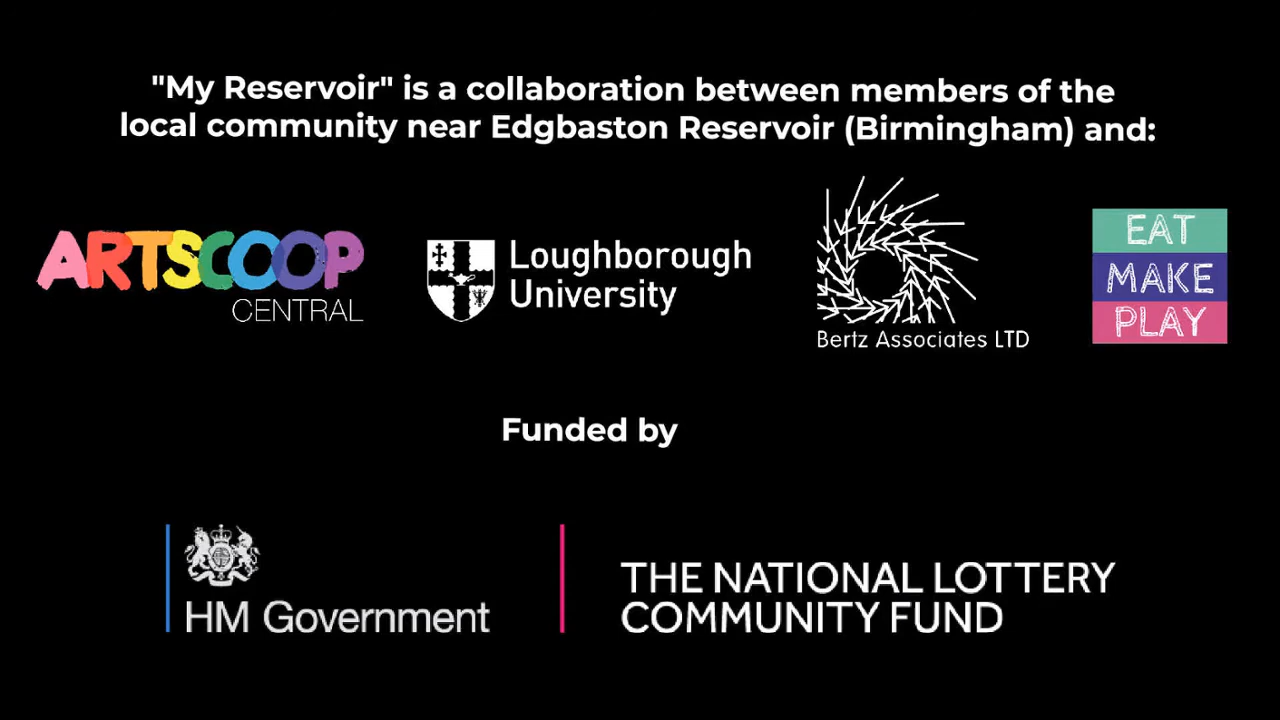 "My Reservoir" is a collaboration between members of the
local community near Edgbaston Reservoir (Birmingham) and:
ARTSCOOP
CENTRAL
Loughborough
University
Bertz Associates LTD
EAT
MAKE
PLAY
Funded by
HM Government
THE NATIONAL LOTTERY
COMMUNITY FUND